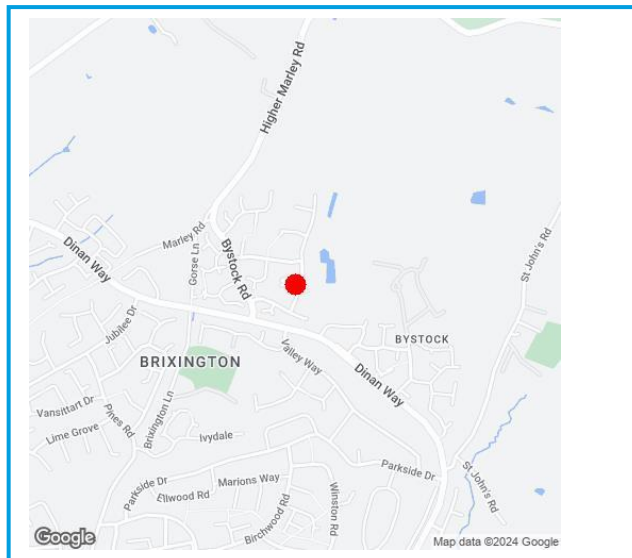 Higher Marley Rd
Marley Rd
Gorse Ln
Bystock Rd
Dinan Way
Jubilee Dr
St John's Rd
BYSTOCK
BRIXINGTON
Valley Way
Dinan Way
Vansittart Dr
Pines Rd
Brixington Ln
Lime Grove
Ivydale
Parkside Dr
Parkside Dr
Marions Way
Ellwood Rd
Birchwood Rd
Winston Rd
St John's Rd
Google
Map data ©2024 Google